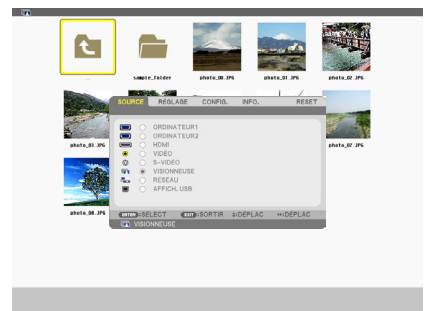 ..
sample_folder
photo_00.JPG
photo_01.JPG
photo_02.JPG
SOURCE RÉGLAGE CONFIG. INFO. RESET
ORDINATEUR1
ORDINATEUR2
HDMI
VIDÉO
S-VIDÉO
VISIONNEUSE
RÉSEAU
AFFICH. USB
photo_03.JPG
photo_07.JPG
photo_08.JPG
ENTER :SELECT EXIT :SORTIR :DÉPLAC :DÉPLAC
VISIONNEUSE